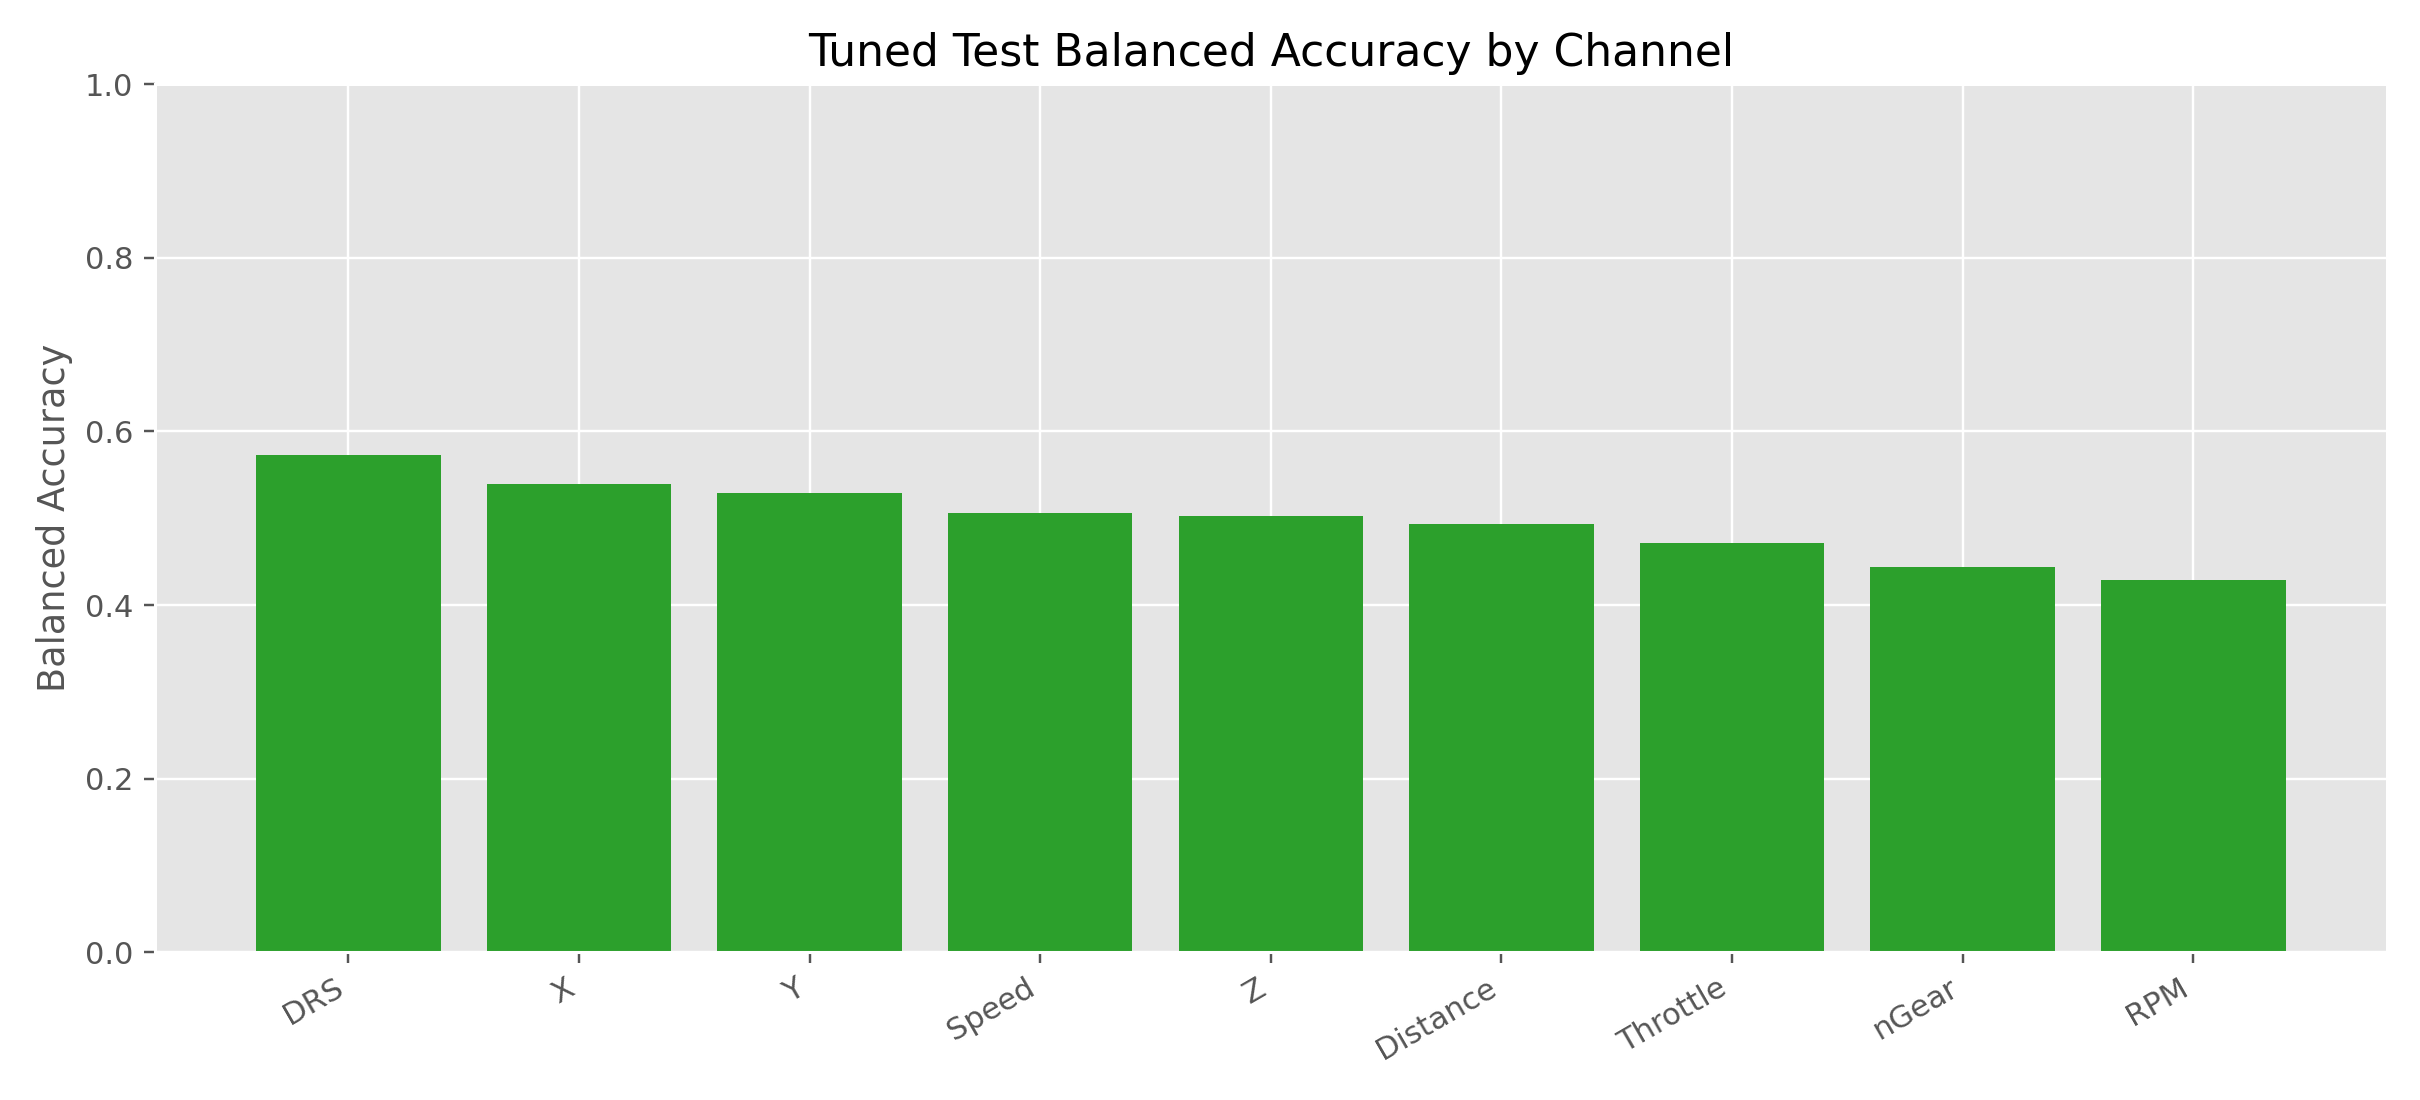 Tuned Test Balanced Accuracy by Channel
Balanced Accuracy
1.0
0.8
0.6
0.4
0.2
0.0
DRS
X
Y
Speed
Z
Distance
Throttle
nGear
RPM